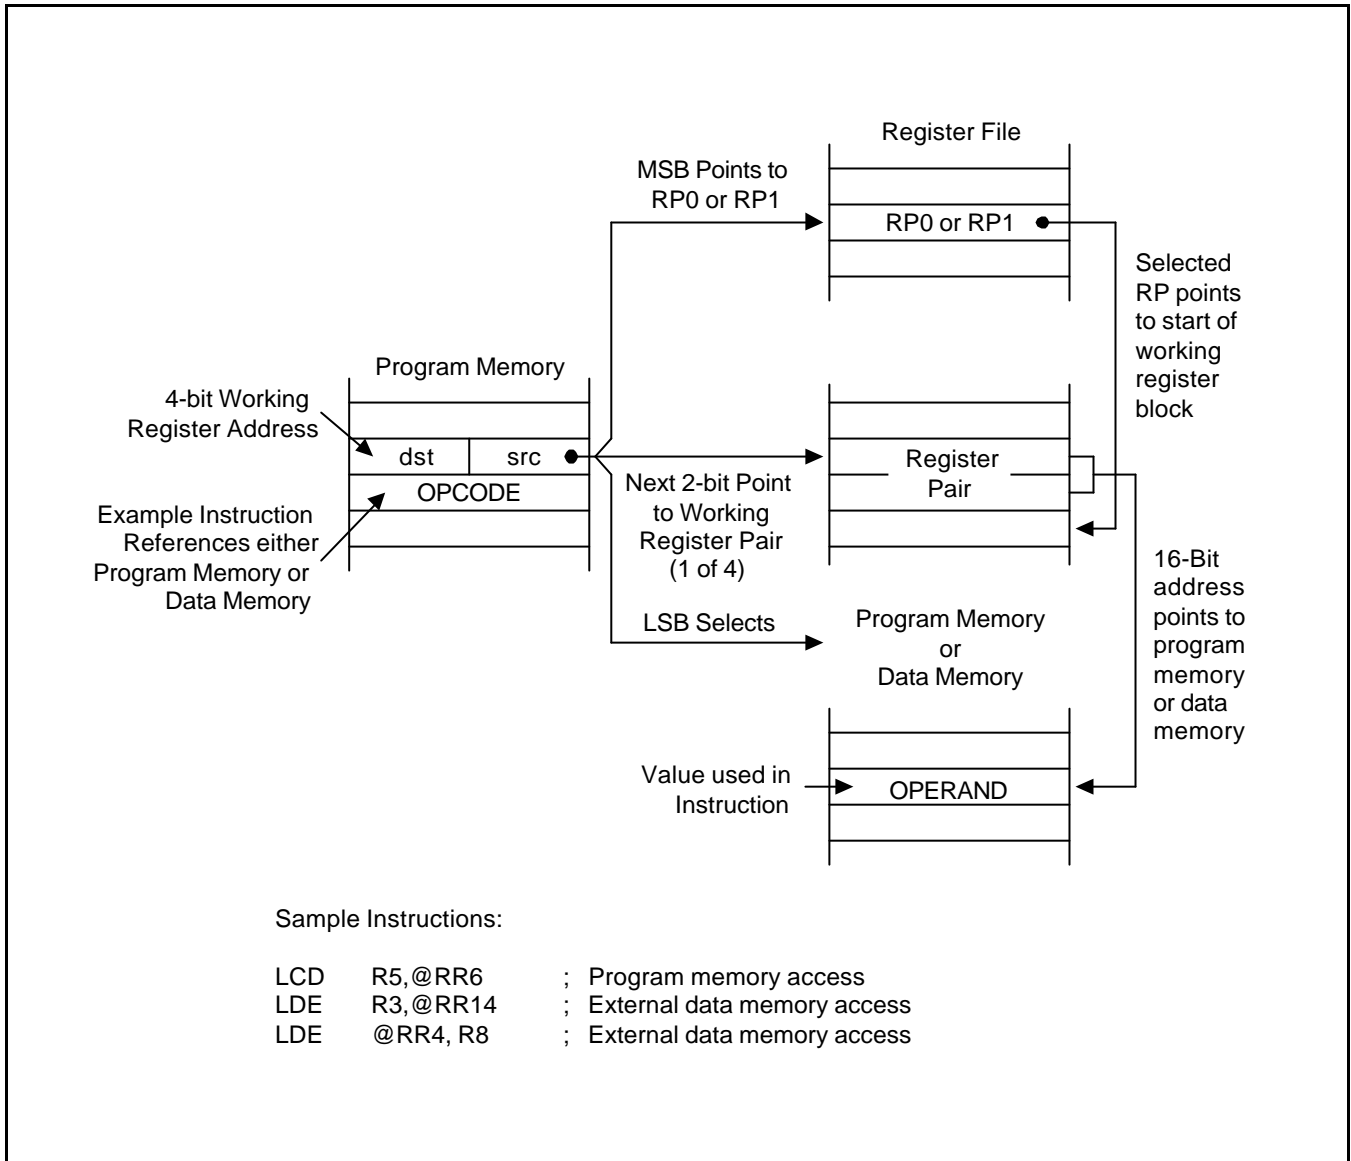 Register File
MSB Points to
RP0 or RP1
RP0 or RP1
Selected
RP points
to start of
working
register
block
Program Memory
4-bit Working
Register Address
dst src
OPCODE
Example Instruction
References either
Program Memory or
Data Memory
Register
Pair
Next 2-bit Point
to Working
Register Pair
(1 of 4)
16-Bit
address
points to
program
memory
or data
memory
LSB Selects
Program Memory
or
Data Memory
Value used in
Instruction
OPERAND
Sample Instructions:
LCD R5,@RR6 ; Program memory access
LDE R3,@RR14 ; External data memory access
LDE @RR4, R8 ; External data memory access